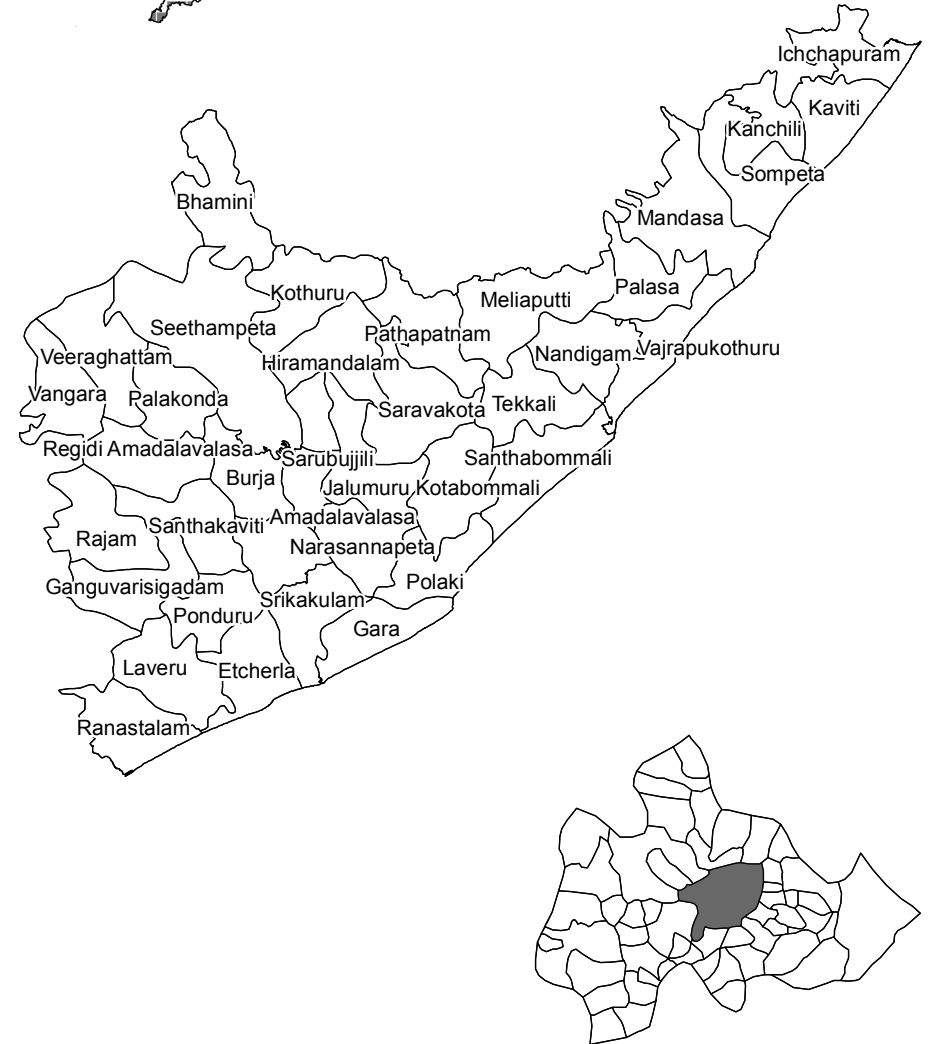 Ichchapuram
Kaviti
Kanchili
Sompeta
Bhamini
Mandasa
Kothuru
Meliaputti
Palasa
Seethampeta
Pathapatnam
Veeraghattam
Hiramandalam
Nandigam
Vajrapukothuru
Vangara
Palakonda
Saravakota
Tekkali
Regidi Amadalavalasa
Sarubujjili
Santhabommali
Burja
Jalumuru
Kotabommali
Santhakaviti
Amadalavalasa
Rajam
Narasannapeta
Ganguvarisigadam
Polaki
Srikakulam
Ponduru
Gara
Laveru
Etcherla
Ranastalam